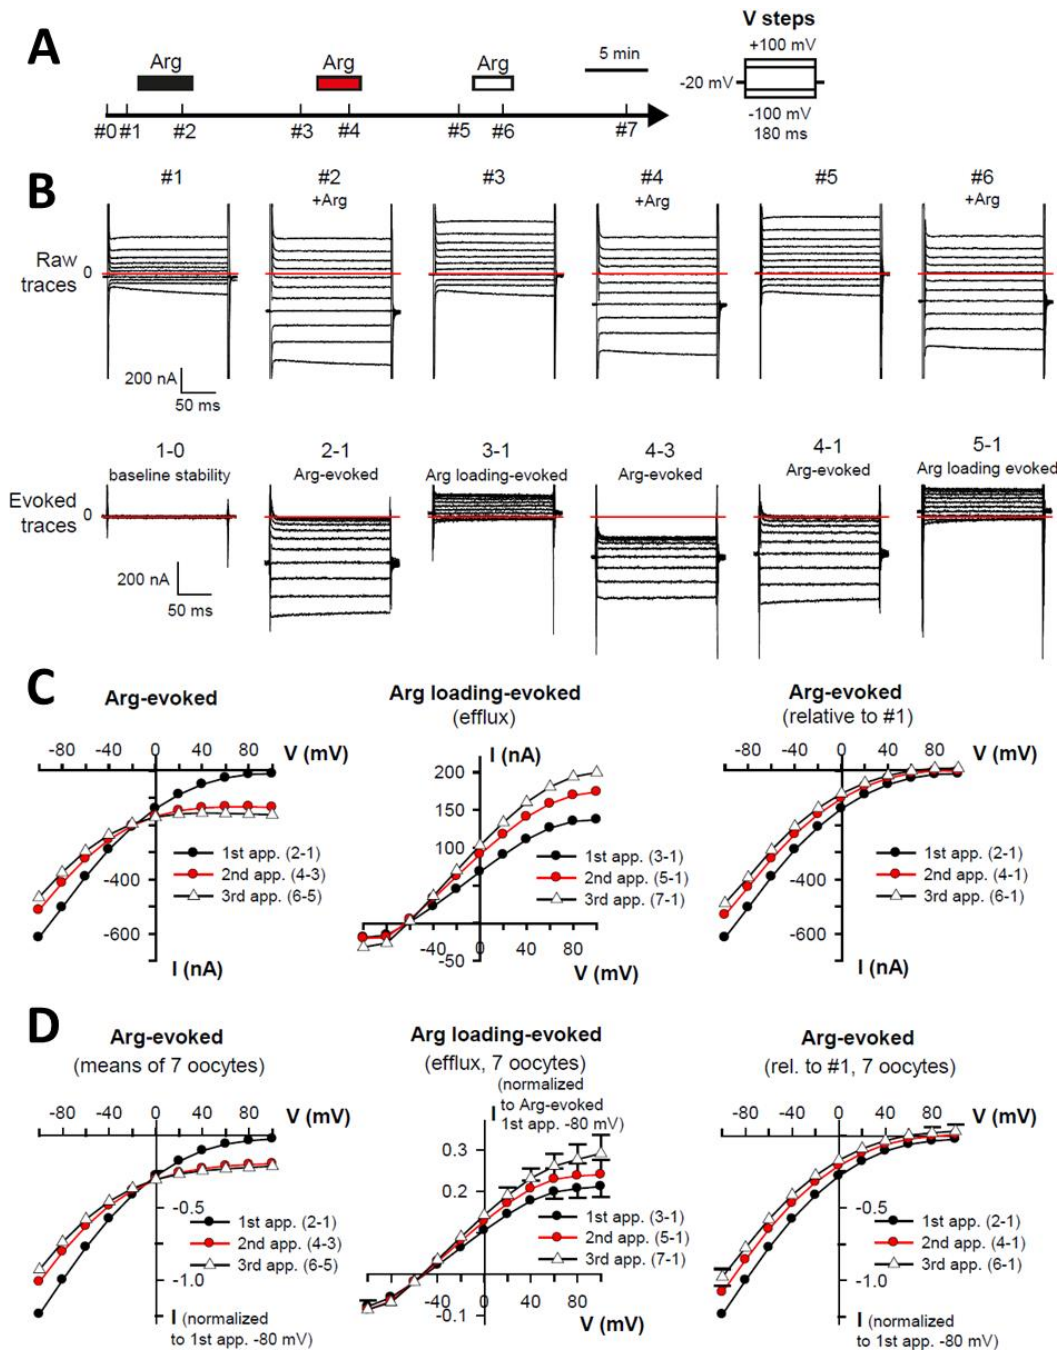 A
Arg
Arg
Arg
5 min
V steps
+100 mV
-20 mV
-100 mV
180 ms
#0
#1
#2
#3
#4
#5
#6
#7
B
#1
#2
+Arg
#3
#4
+Arg
#5
#6
+Arg
Raw
traces
0
200 nA
50 ms
1-0
baseline stability
2-1
Arg-evoked
3-1
Arg loading-evoked
4-3
Arg-evoked
4-1
Arg-evoked
5-1
Arg loading evoked
Evoked
traces
0
200 nA
50 ms
C
Arg-evoked
V (mV)
-80 -40 0 40 80
-400
-600
I (nA)
1st app. (2-1)
2nd app. (4-3)
3rd app. (6-5)
Arg loading-evoked
(efflux)
I (nA)
200
150
100
-50
-40 0 40 80
V (mV)
1st app. (3-1)
2nd app. (5-1)
3rd app. (7-1)
Arg-evoked
(relative to #1)
V (mV)
-80 -40 0 40 80
-400
-600
I (nA)
1st app. (2-1)
2nd app. (4-1)
3rd app. (6-1)
D
Arg-evoked
(means of 7 oocytes)
V (mV)
-80 -40 0 40 80
-0.5
-1.0
1st app. (2-1)
2nd app. (4-3)
3rd app. (6-5)
I (normalized
to 1st app. -80 mV)
Arg loading-evoked
(efflux, 7 oocytes)
I (normalized
to Arg-evoked
1st app. -80 mV)
0.3
0.2
-0.1
-40 0 40 80
V (mV)
1st app. (3-1)
2nd app. (5-1)
3rd app. (7-1)
Arg-evoked
(rel. to #1, 7 oocytes)
V (mV)
-80 -40 0 40 80
-0.5
-1.0
1st app. (2-1)
2nd app. (4-1)
3rd app. (6-1)
I (normalized
to 1st app. -80 mV)